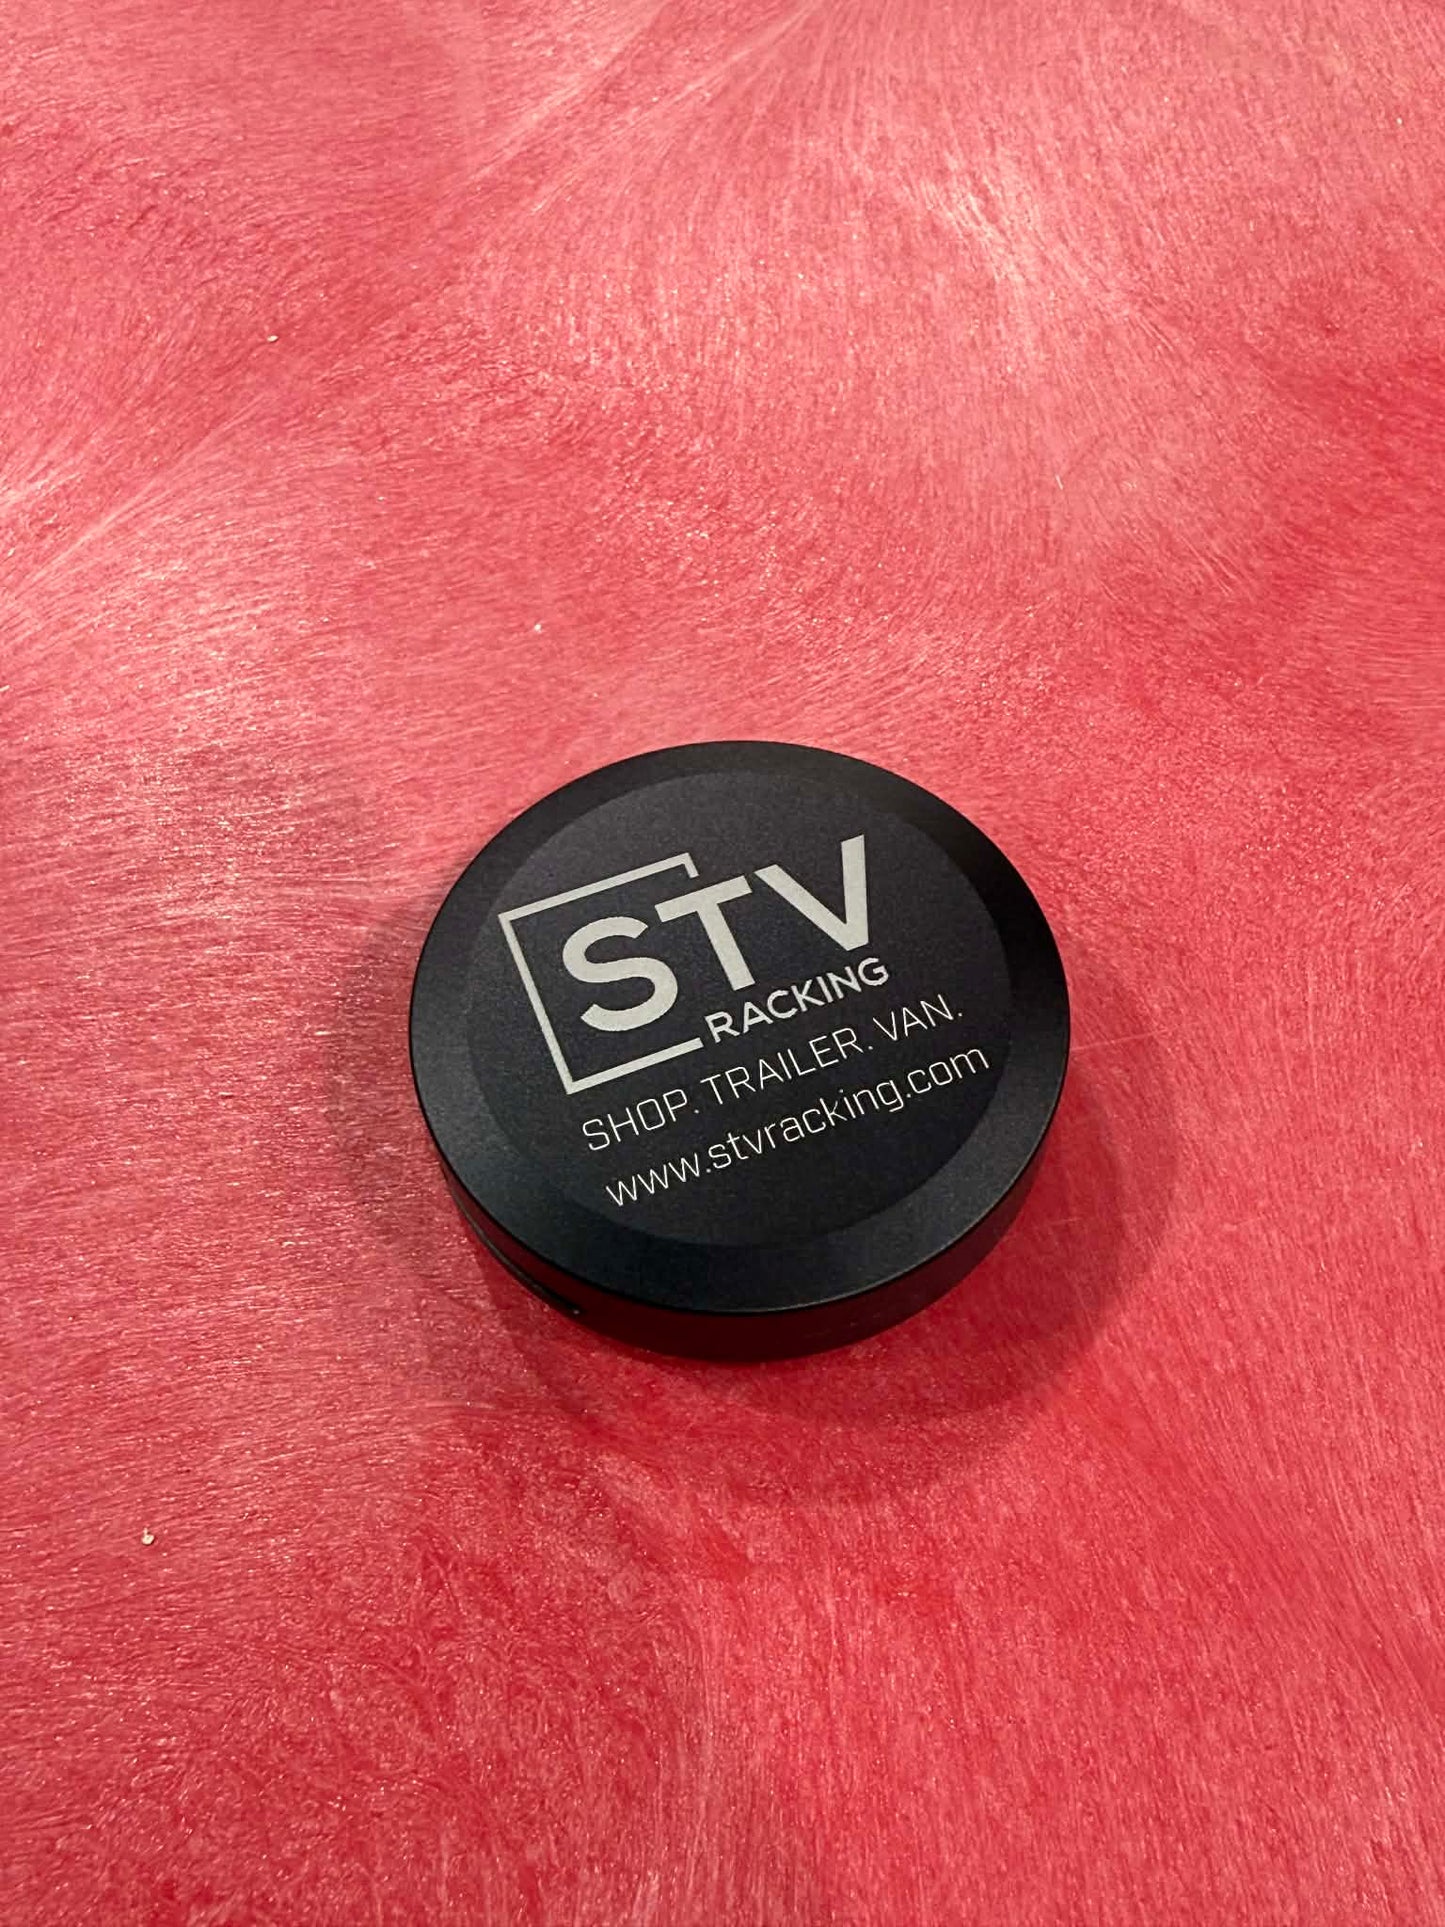 STV
RACKING
SHOP. TRAILER. VAN.
www.stvracking.com